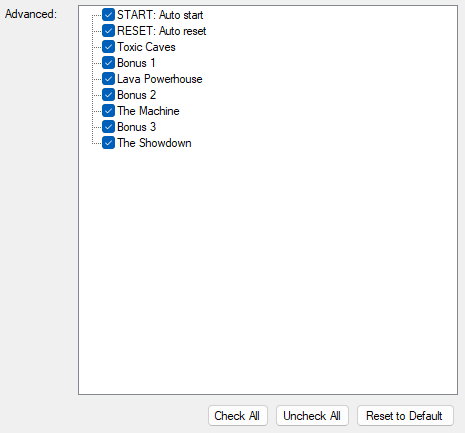 Advanced:
START: Auto start
RESET: Auto reset
Toxic Caves
Bonus 1
Lava Powerhouse
Bonus 2
The Machine
Bonus 3
The Showdown
Check All
Uncheck All
Reset to Default